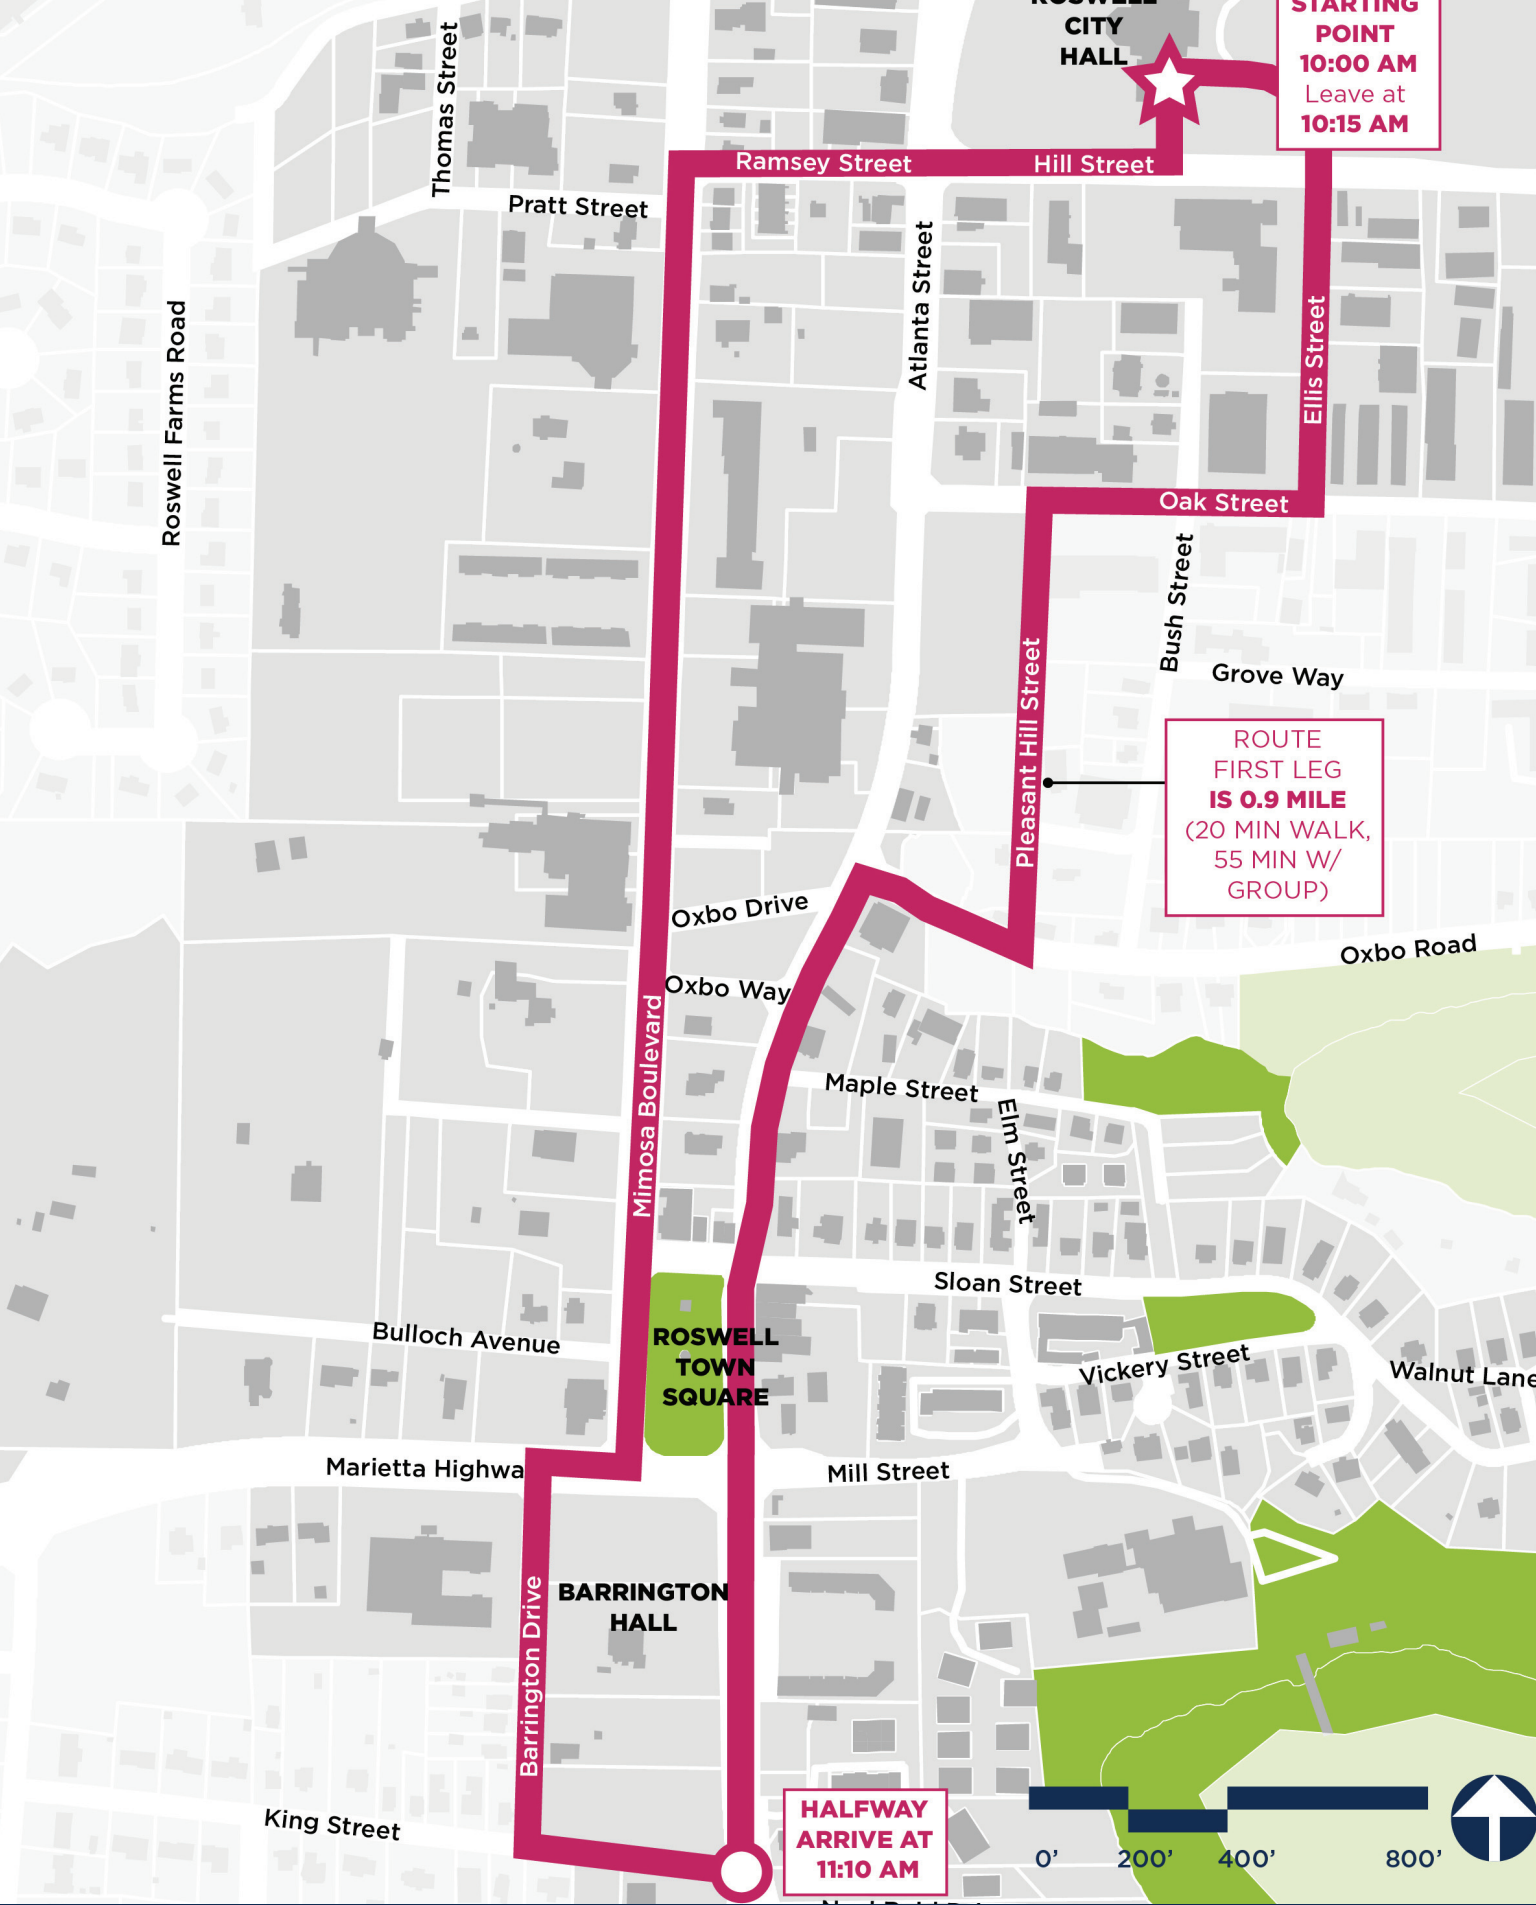 ROSWELL
CITY
HALL
STARTING
POINT
10:00 AM
Leave at
10:15 AM
Thomas Street
Ramsey Street
Hill Street
Pratt Street
Atlanta Street
Roswell Farms Road
Ellis Street
Oak Street
Bush Street
Pleasant Hill Street
Grove Way
ROUTE
FIRST LEG
IS 0.9 MILE
(20 MIN WALK,
55 MIN W/
GROUP)
Oxbo Drive
Oxbo Road
Oxbo Way
Mimosa Boulevard
Maple Street
Elm Street
Sloan Street
Bulloch Avenue
ROSWELL
TOWN
SQUARE
Vickery Street
Walnut Lane
Marietta Highwa
Mill Street
Barrington Drive
BARRINGTON
HALL
King Street
HALFWAY
ARRIVE AT
11:10 AM
0’ 200’ 400’ 800’